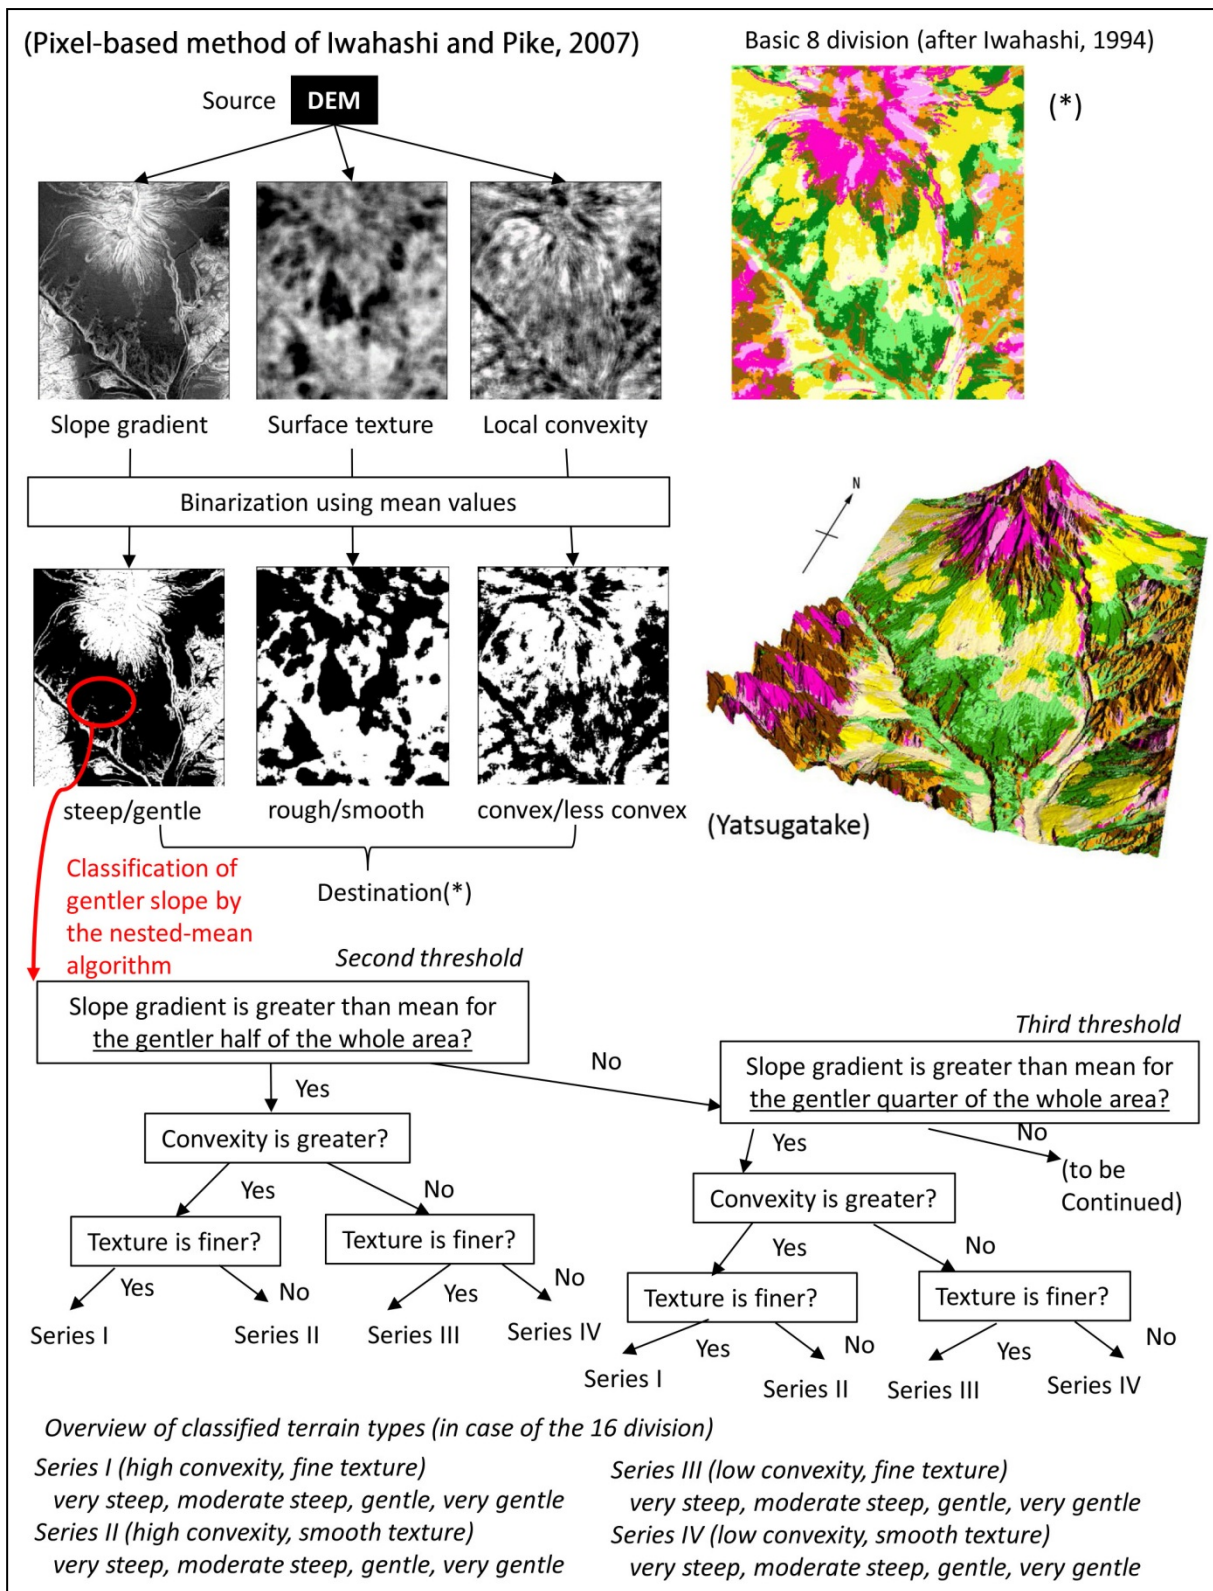 (Pixel-based method of Iwahashi and Pike, 2007)
Basic 8 division (after Iwahashi, 1994)
Source
DEM
(*)
Slope gradient
Surface texture
Local convexity
Binarization using mean values
N
steep/gentle
rough/smooth
convex/less convex
(Yatsugatake)
Destination(*)
Classification of
gentler slope by
the nested-mean
algorithm
Second threshold
Slope gradient is greater than mean for
the gentler half of the whole area?
Third threshold
Slope gradient is greater than mean for
the gentler quarter of the whole area?
No
Yes
Convexity is greater?
Yes
No
Texture is finer?
Texture is finer?
Yes
No
Yes
No
Series I
Series II
Series III
Series IV
Yes
No
(to be
Continued)
Convexity is greater?
Yes
No
Texture is finer?
Texture is finer?
Yes
No
Yes
No
Series I
Series II
Series III
Series IV
Overview of classified terrain types (in case of the 16 division)
Series I (high convexity, fine texture)
very steep, moderate steep, gentle, very gentle
Series II (high convexity, smooth texture)
very steep, moderate steep, gentle, very gentle
Series III (low convexity, fine texture)
very steep, moderate steep, gentle, very gentle
Series IV (low convexity, smooth texture)
very steep, moderate steep, gentle, very gentle